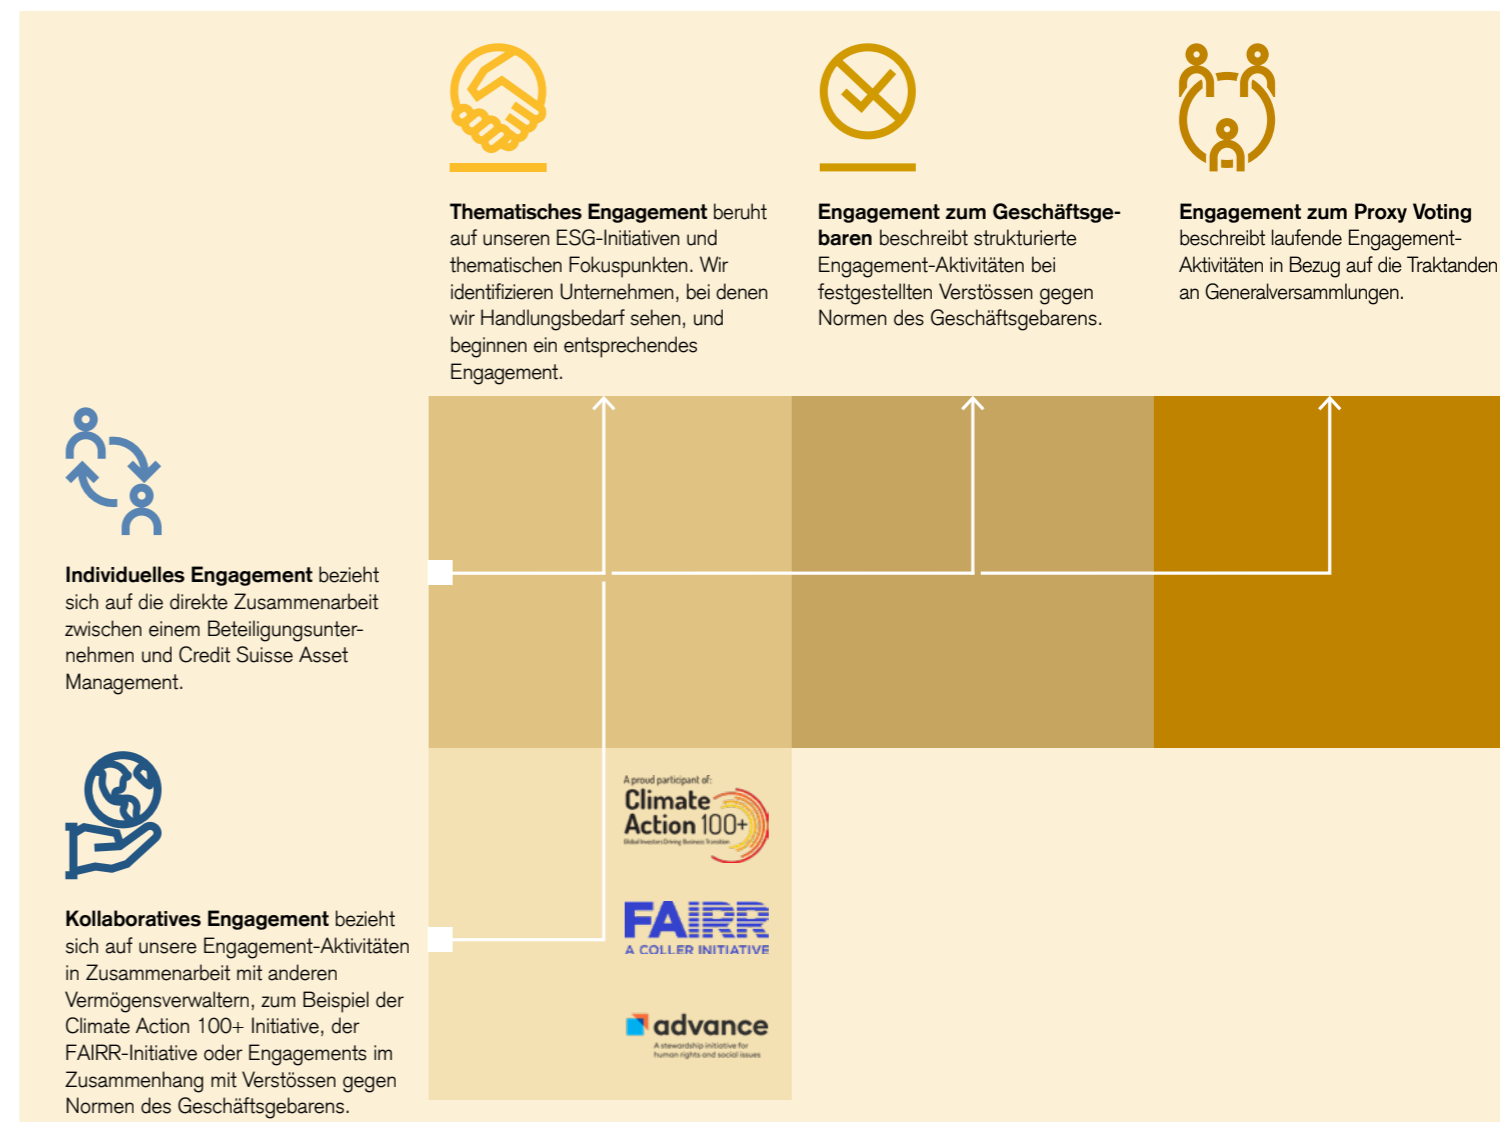 Thematisches Engagement beruht
auf unseren ESG-Initiativen und
thematischen Fokuspunkten. Wir
identifizieren Unternehmen, bei denen
wir Handlungsbedarf sehen, und
beginnen ein entsprechendes
Engagement.
Engagement zum Geschäftsge-
baren beschreibt strukturierte
Engagement-Aktivitäten bei
festgestellten Verstössen gegen
Normen des Geschäftsgebarens.
Engagement zum Proxy Voting
beschreibt laufende Engagement-
Aktivitäten in Bezug auf die Traktanden
an Generalversammlungen.
Individuelles Engagement bezieht
sich auf die direkte Zusammenarbeit
zwischen einem Beteiligungsunter-
nehmen und Credit Suisse Asset
Management.
Kollaboratives Engagement bezieht
sich auf unsere Engagement-Aktivitäten
in Zusammenarbeit mit anderen
Vermögensverwaltern, zum Beispiel der
Climate Action 100+ Initiative, der
FAIRR-Initiative oder Engagements im
Zusammenhang mit Verstössen gegen
Normen des Geschäftsgebarens.
A proud participant of:
Climate
Action 100+
Global Investors Driving Business Transition
FAIRR
A COLLER INITIATIVE
advance
A stewardship initiative for
human rights and social issues